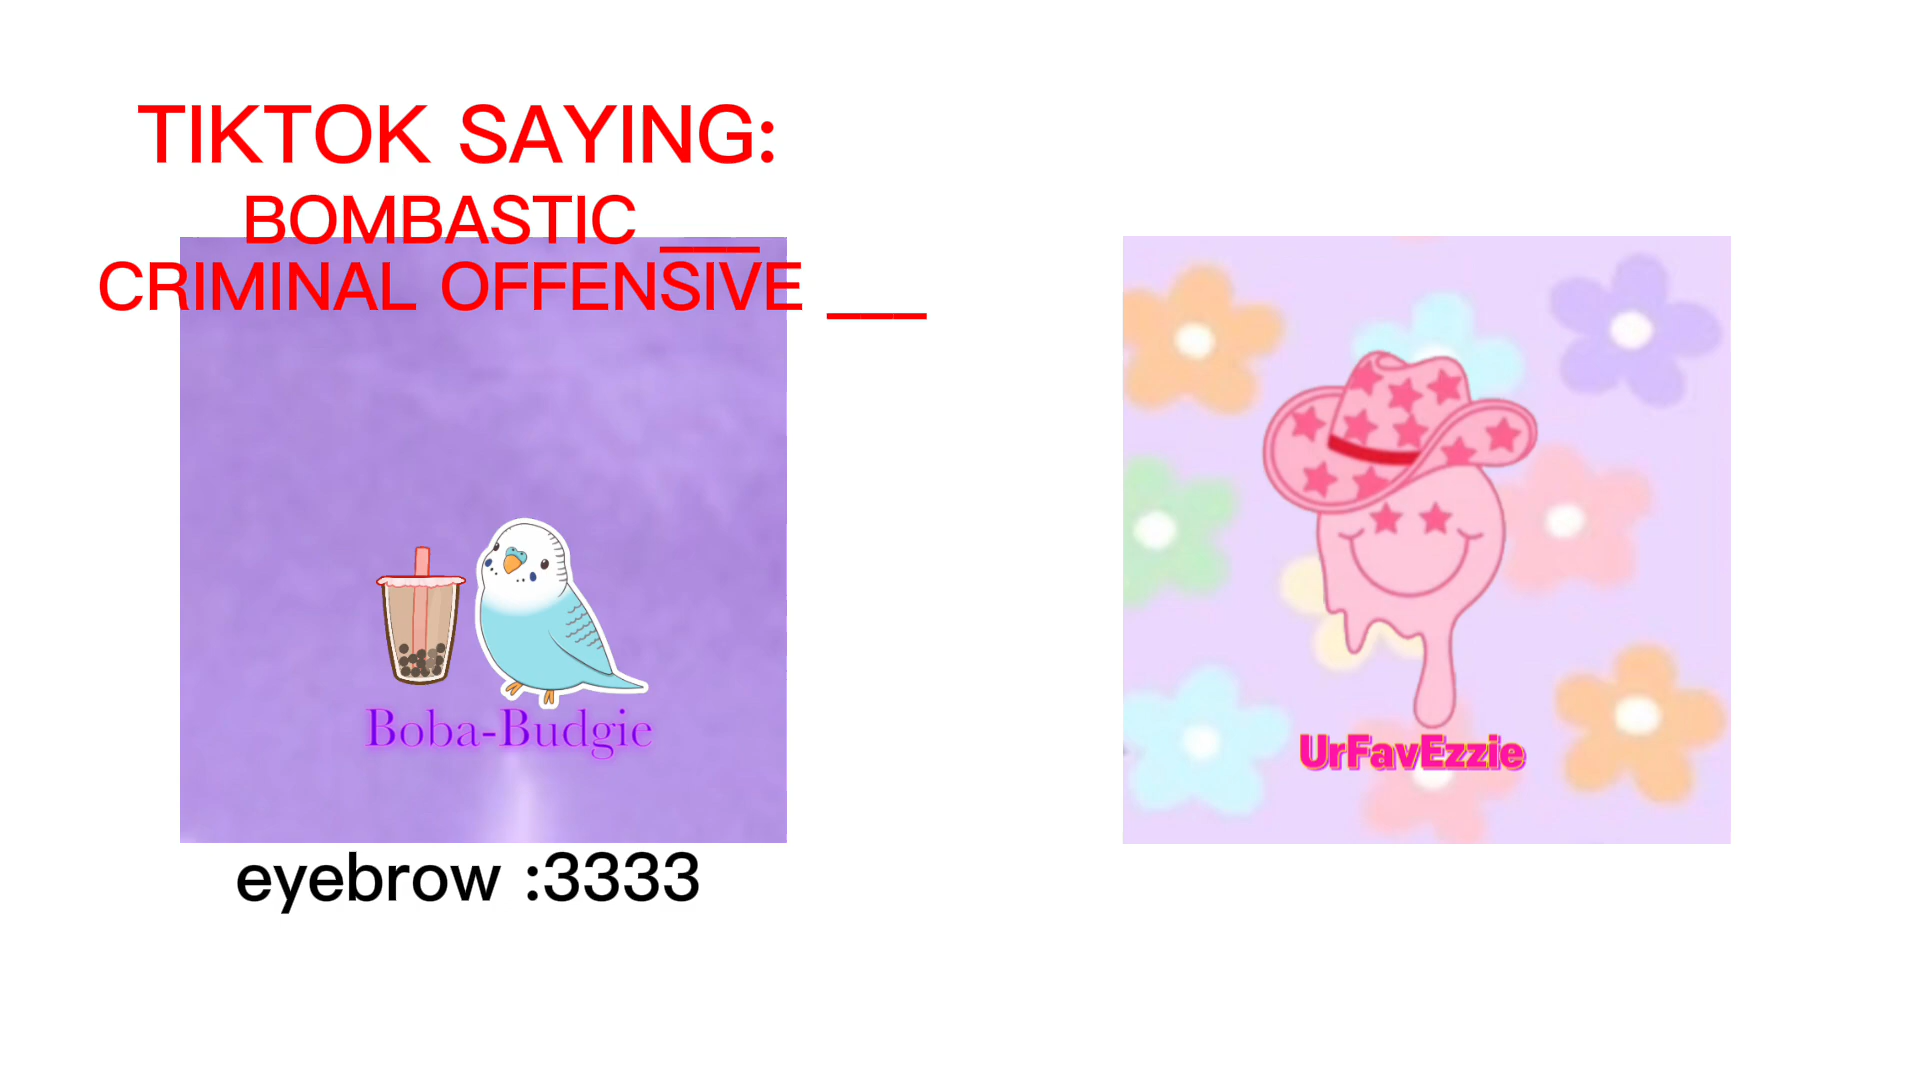 TIKTOK SAYING:
BOMBASTIC ___
CRIMINAL OFFENSIVE ___
Boba-Budgie
eyebrow :3333
UrFavEzzie